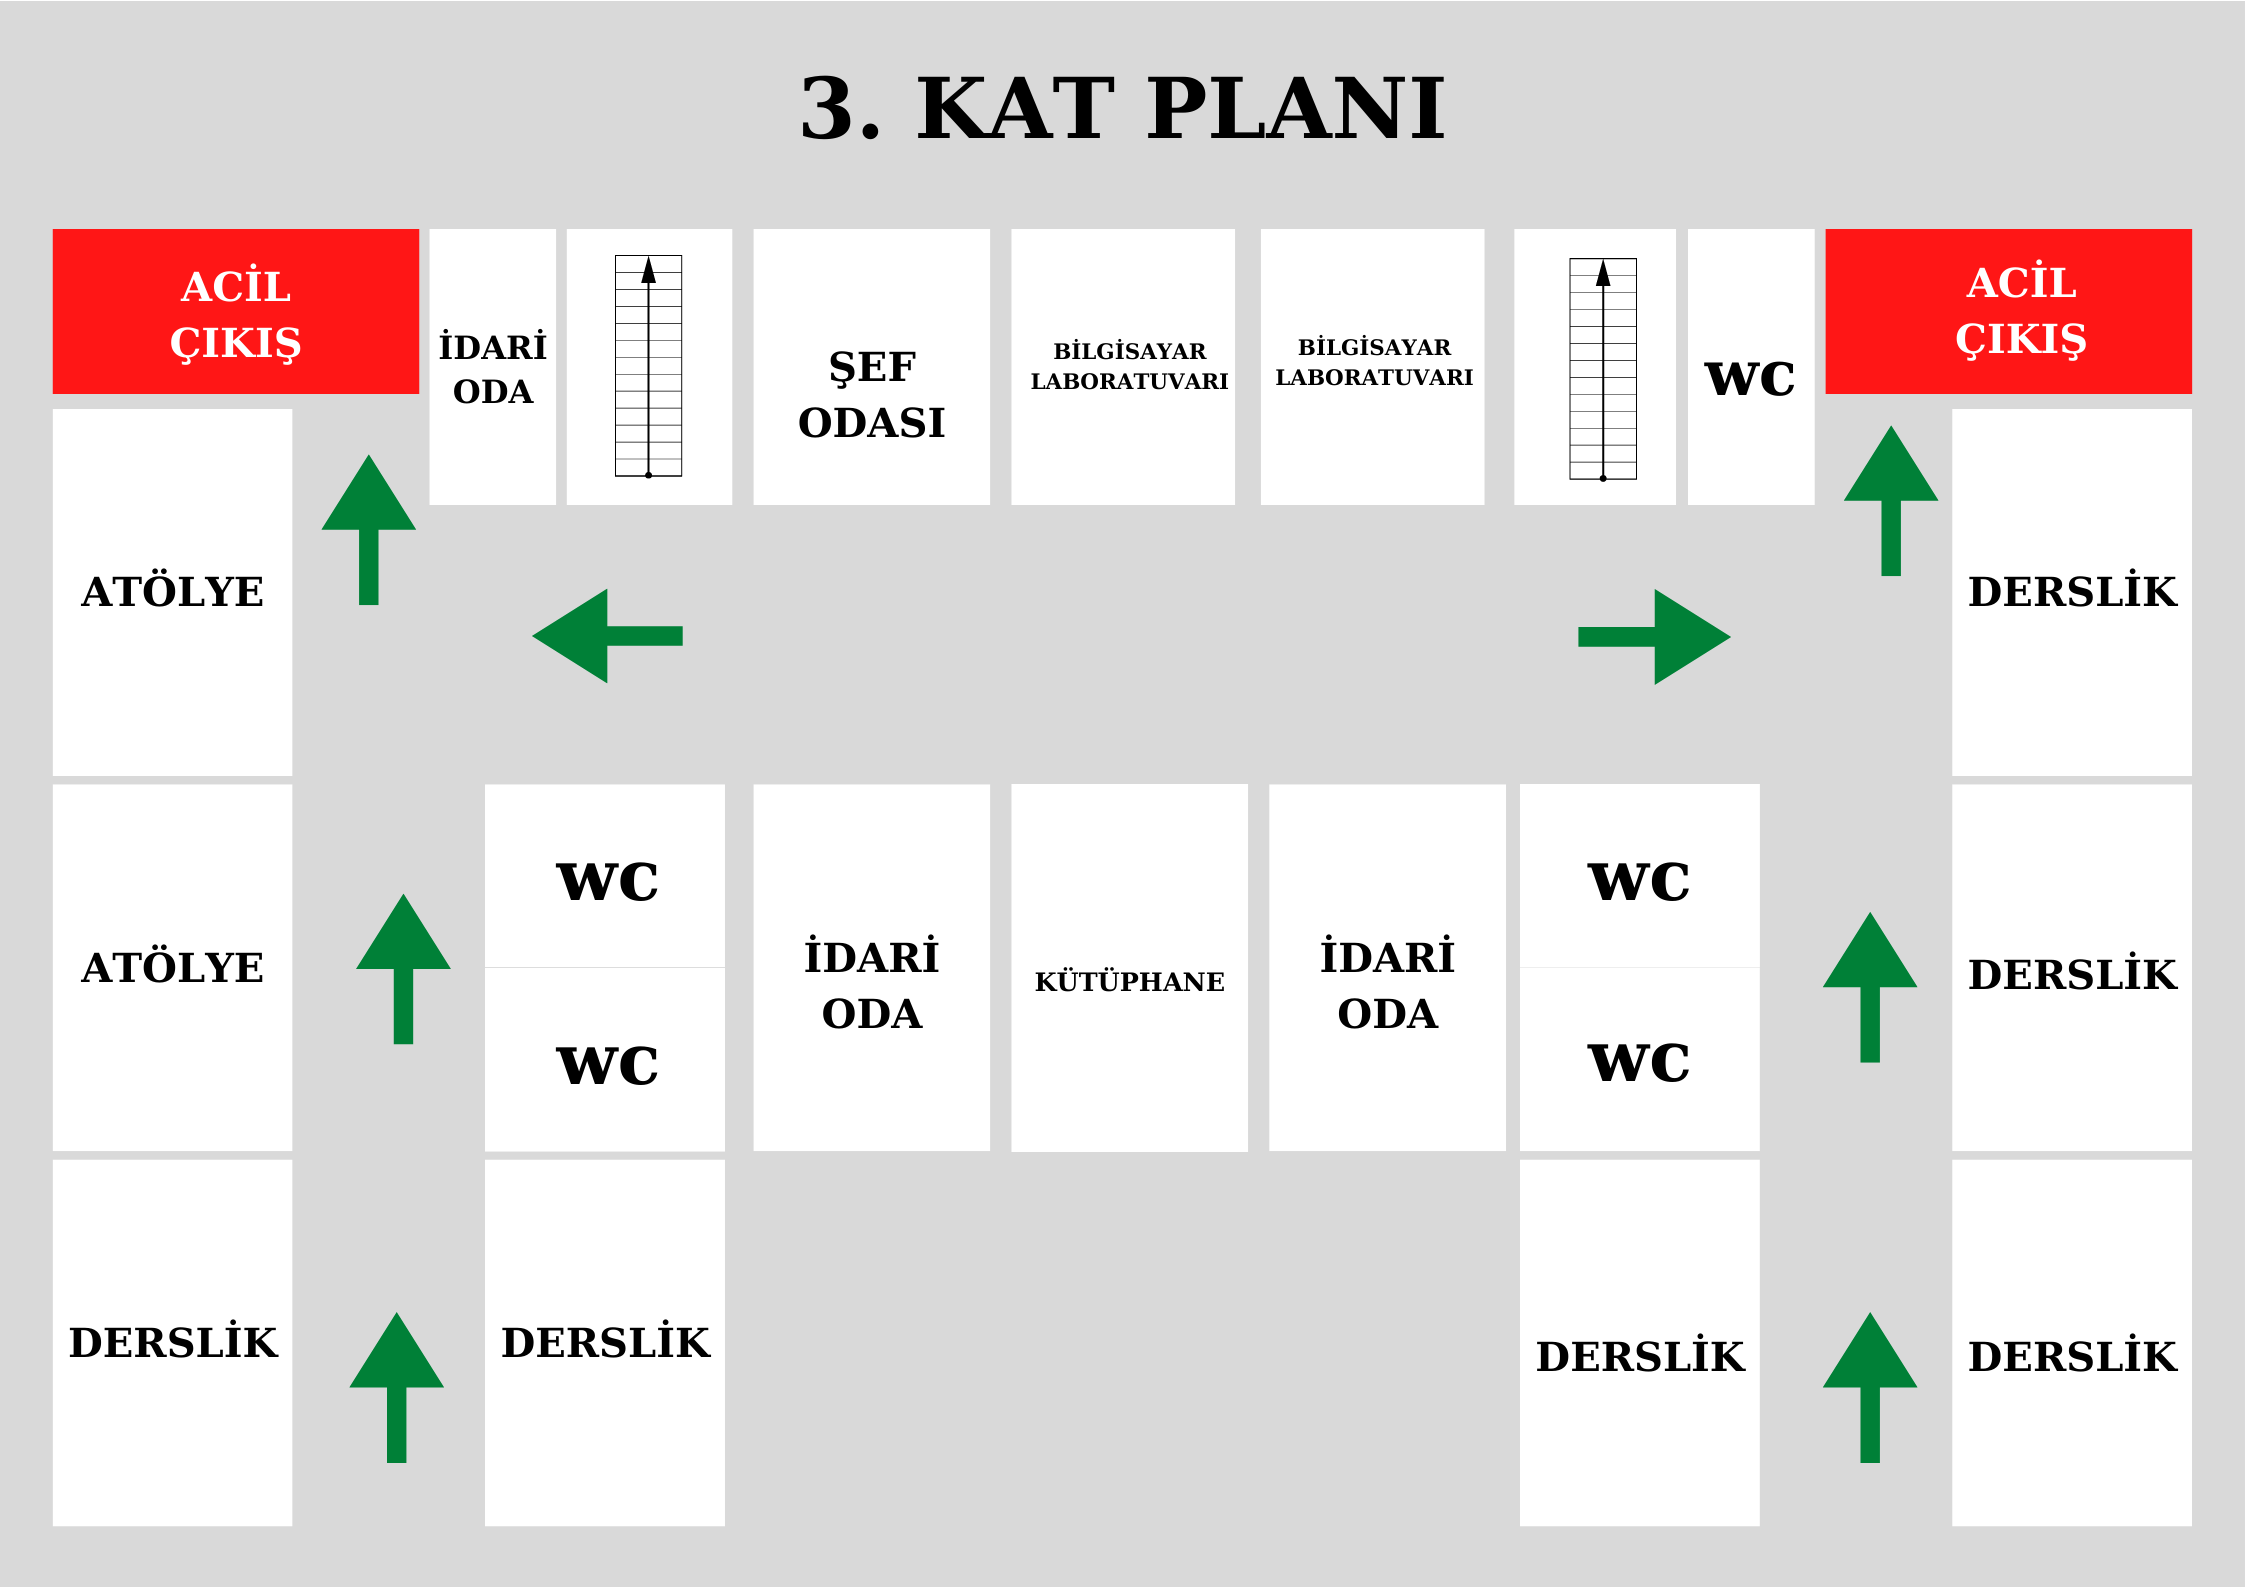 3. KAT PLANI
ACİL
ÇIKIŞ
İDARİ
ODA
ŞEF
ODASI
BİLGİSAYAR
LABORATUVARI
BİLGİSAYAR
LABORATUVARI
wc
ACİL
ÇIKIŞ
ATÖLYE
DERSLİK
ATÖLYE
wc
wc
İDARİ
ODA
KÜTÜPHANE
İDARİ
ODA
wc
wc
DERSLİK
DERSLİK
DERSLİK
DERSLİK
DERSLİK